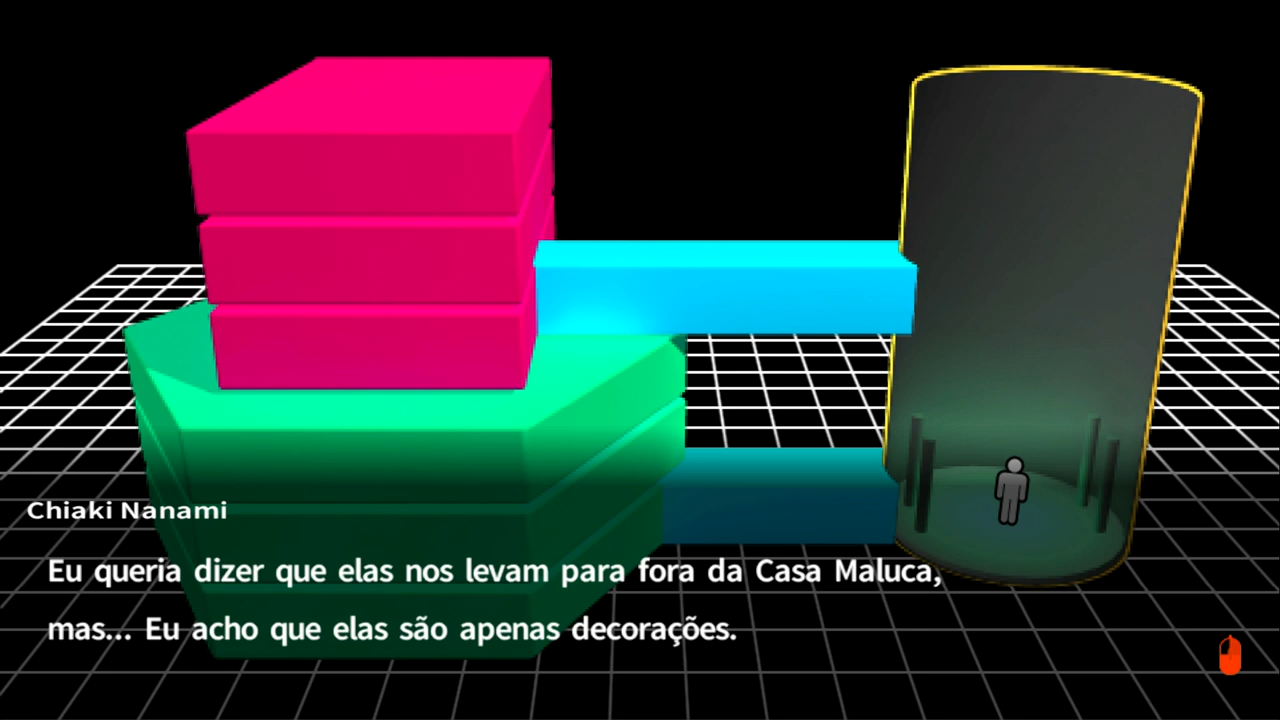 Chiaki Nanami
Eu queria dizer que elas nos levam para fora da Casa Maluca,
mas... Eu acho que elas são apenas decorações.